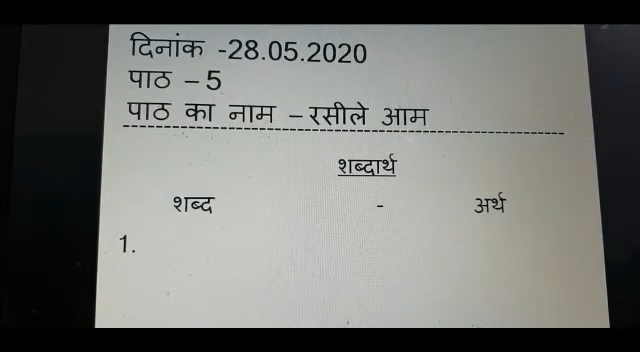 दिनांक -28.05.2020
पाठ – 5
पाठ का नाम – रसीले आम
शब्दार्थ
शब्द - अर्थ
1.